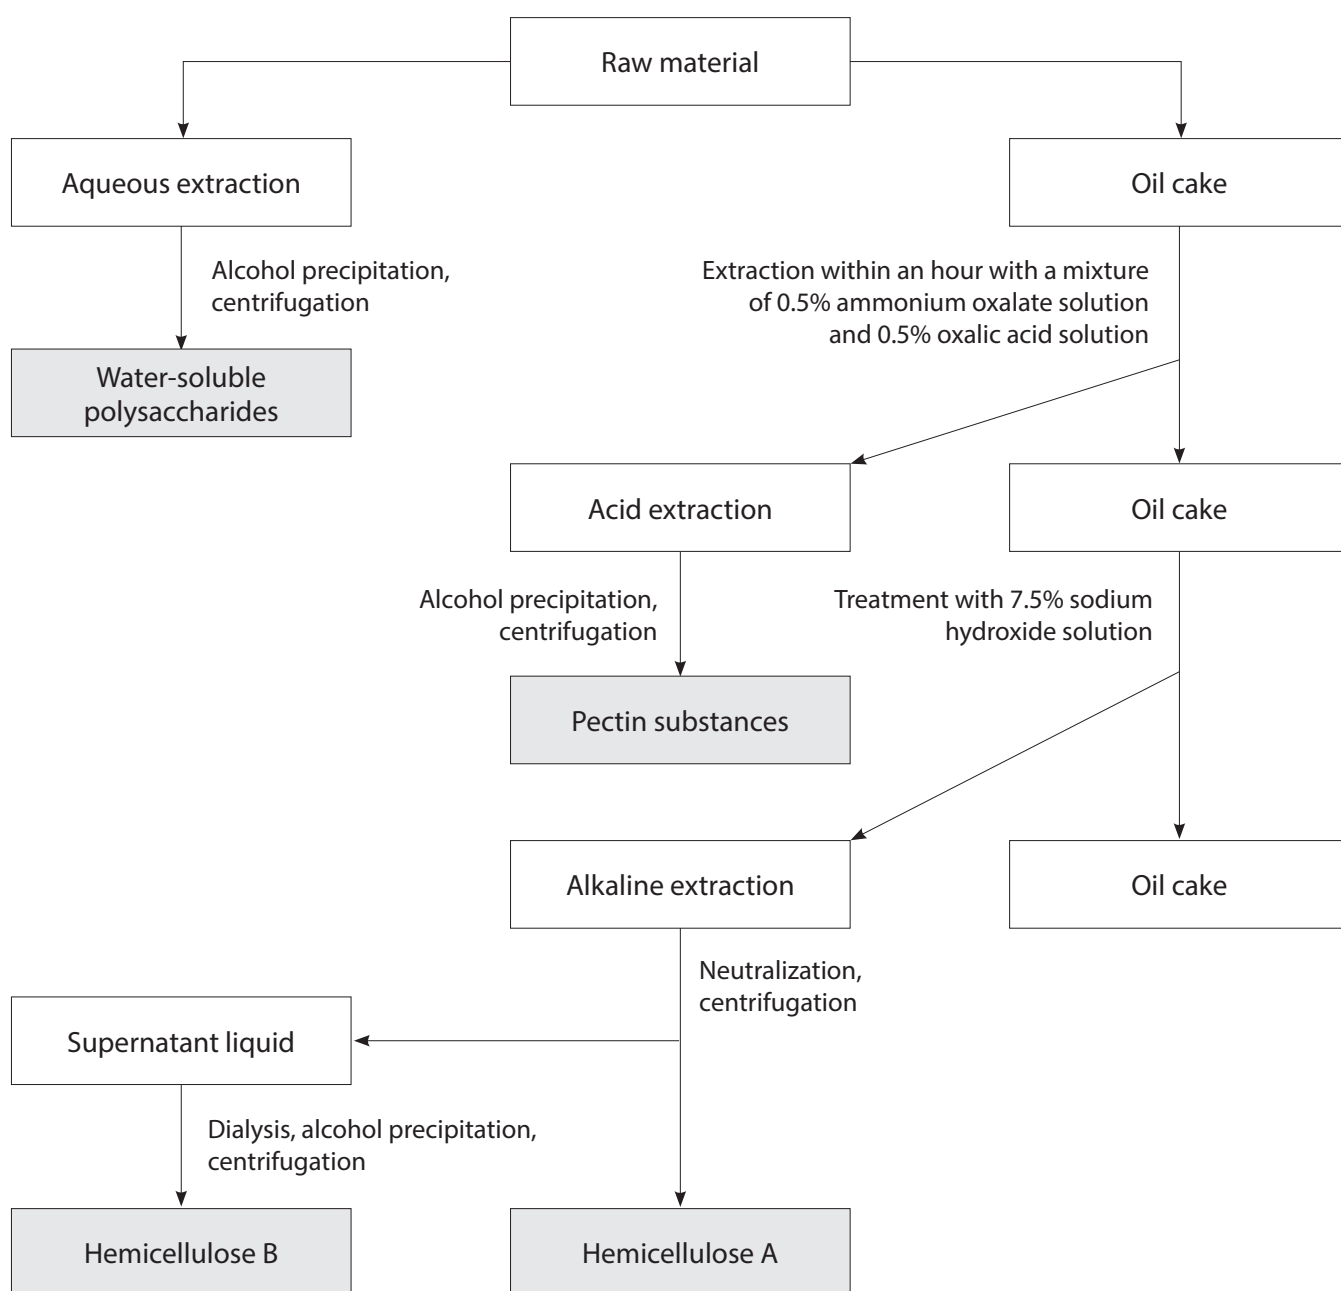 Raw material
Aqueous extraction
Oil cake
Alcohol precipitation,
centrifugation
Extraction within an hour with a mixture
of 0.5% ammonium oxalate solution
and 0.5% oxalic acid solution
Water-soluble
polysaccharides
Acid extraction
Oil cake
Alcohol precipitation,
centrifugation
Treatment with 7.5% sodium
hydroxide solution
Pectin substances
Alkaline extraction
Oil cake
Neutralization,
centrifugation
Supernatant liquid
Dialysis, alcohol precipitation,
centrifugation
Hemicellulose B
Hemicellulose A